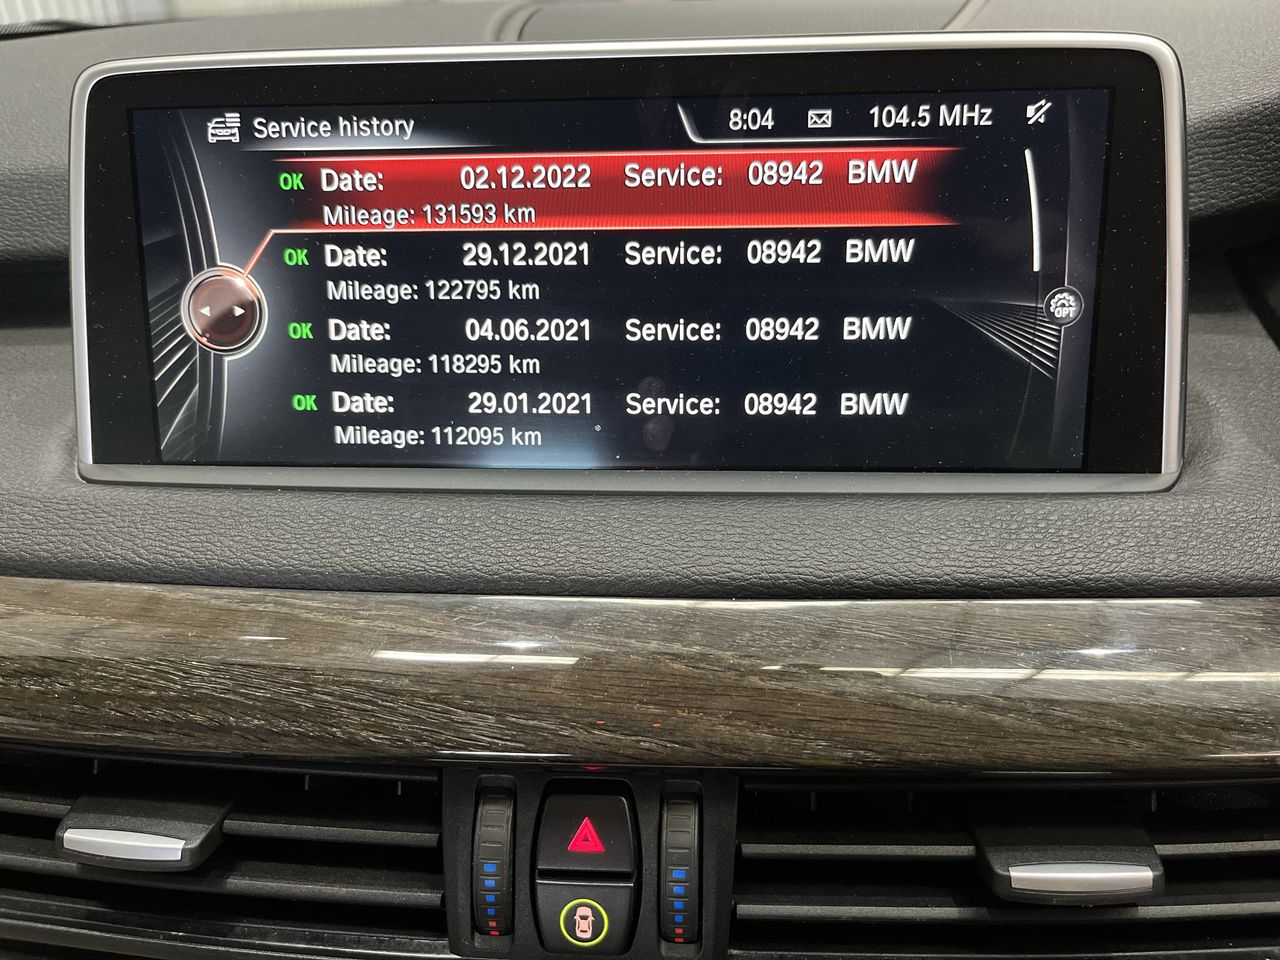 Service history 8:04 104.5 MHz
OK Date: 02.12.2022 Service: 08942 BMW
Mileage: 131593 km
OK Date: 29.12.2021 Service: 08942 BMW
Mileage: 122795 km
OPT
OK Date: 04.06.2021 Service: 08942 BMW
Mileage: 118295 km
OK Date: 29.01.2021 Service: 08942 BMW
Mileage: 112095 km